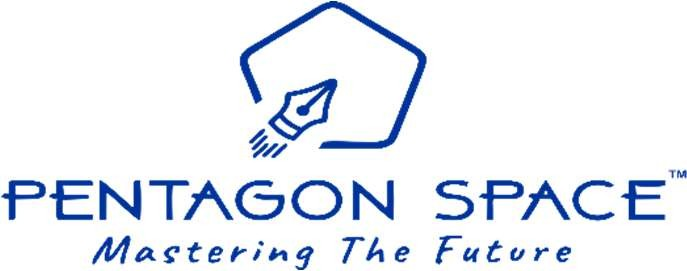 PENTAGON SPACE™
Mastering The Future